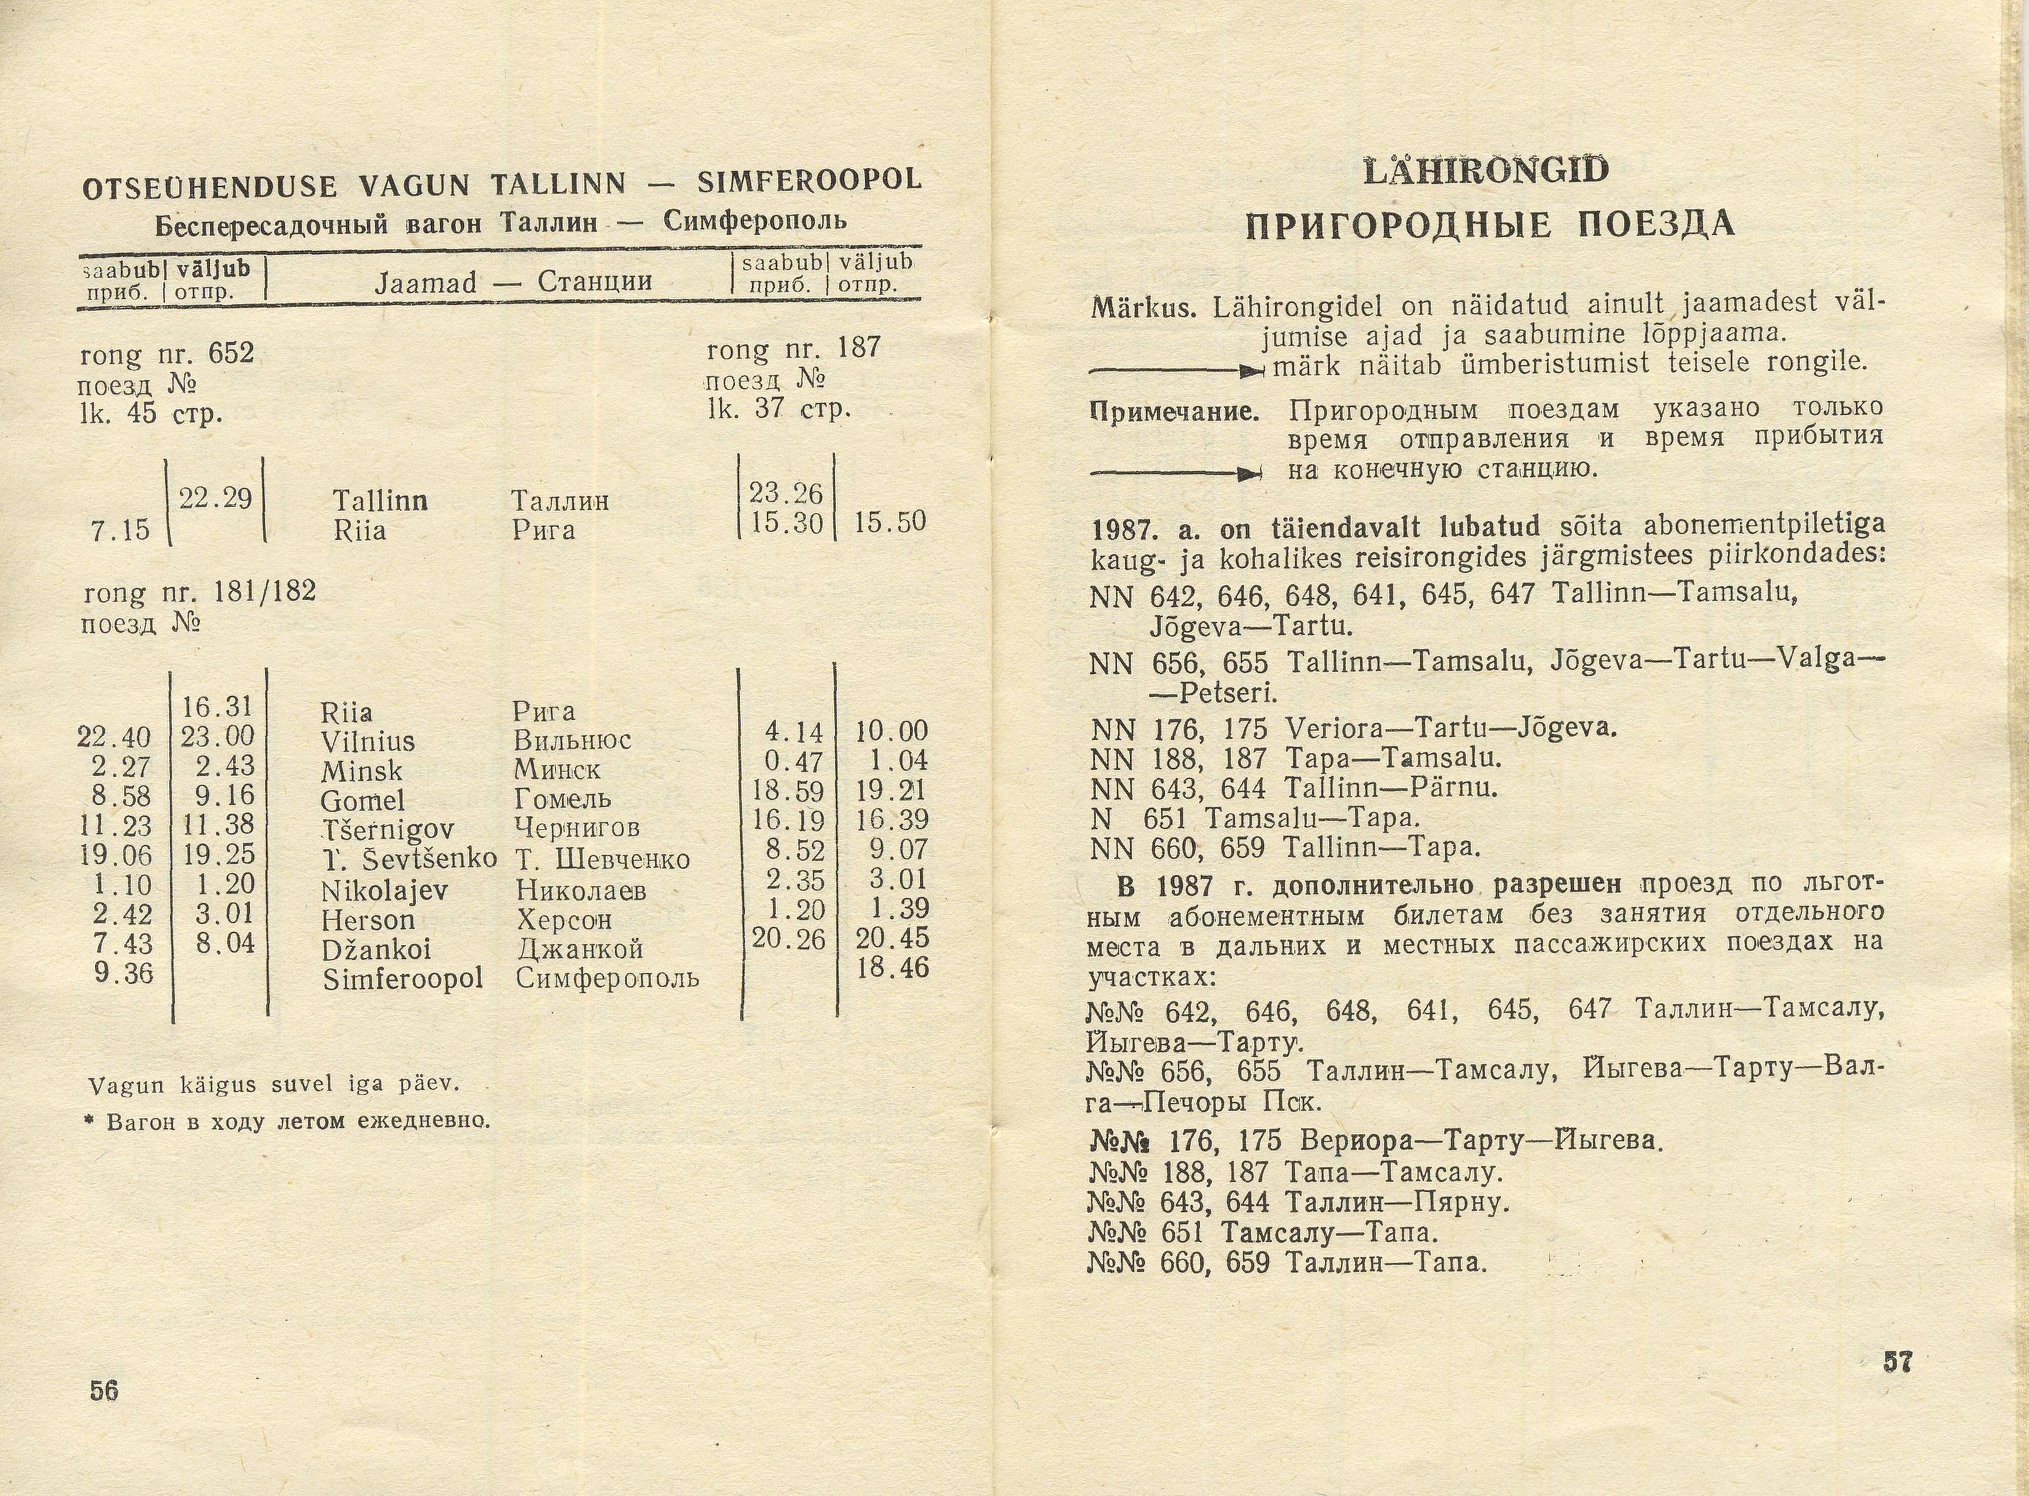 OTSEÜHENDUSE VAGUN TALLINN — SIMFEROOPOL
Беспересадочный вагон Таллин — Симферополь
saabub| väljub | Jaamad — Станции | saabub| väljub
приб. | отпр. | приб. | отпр.
rong nr. 652 rong nr. 187
поезд № поезд №
lk. 45 стр. lk. 37 стр.
22.29 Tallinn Таллин 23.26
7.15 Riia Рига 15.30 15.50
rong nr. 181/182
поезд №
16.31 Riia Рига
22.40 23.00 Vilnius Вильнюс 4.14 10.00
2.27 2.43 Minsk Минск 0.47 1.04
8.58 9.16 Gomel Гомель 18.59 19.21
11.23 11.38 Tšernigov Чернигов 16.19 16.39
19.06 19.25 T. Ševtšenko Т. Шевченко 8.52 9.07
1.10 1.20 Nikolajev Николаев 2.35 3.01
2.42 3.01 Herson Херсон 1.20 1.39
7.43 8.04 Džankoi Джанкой 20.26 20.45
9.36 Simferoopol Симферополь 18.46
Vagun käigus suvel iga päev.
* Вагон в ходу летом ежедневно.
56
LÄHIRONGID
ПРИГОРОДНЫЕ ПОЕЗДА
Märkus. Lähirongidel on näidatud ainult jaamadest väl-
jumise ajad ja saabumine lõppjaama.
märk näitab ümberistumist teisele rongile.
Примечание. Пригородным поездам указано только
время отправления и время прибытия
на конечную станцию.
1987. a. on täiendavalt lubatud sõita abonementpiletiga
kaug- ja kohalikes reisirongides järgmistees piirkondades:
NN 642, 646, 648, 641, 645, 647 Tallinn—Tamsalu,
Jõgeva—Tartu.
NN 656, 655 Tallinn—Tamsalu, Jõgeva—Tartu—Valga—
—Petseri.
NN 176, 175 Veriora—Tartu—Jõgeva.
NN 188, 187 Tapa—Tamsalu.
NN 643, 644 Tallinn—Pärnu.
N 651 Tamsalu—Tapa.
NN 660, 659 Tallinn—Tapa.
В 1987 г. дополнительно разрешен проезд по льгот-
ным абонементным билетам без занятия отдельного
места в дальних и местных пассажирских поездах на
участках:
№№ 642, 646, 648, 641, 645, 647 Таллин—Тамсалу,
Йыгева—Тарту.
№№ 656, 655 Таллин—Тамсалу, Йыгева—Тарту—Вал-
га—Печоры Пск.
№№ 176, 175 Вериора—Тарту—Йыгева.
№№ 188, 187 Тапа—Тамсалу.
№№ 643, 644 Таллин—Пярну.
№№ 651 Тамсалу—Тапа.
№№ 660, 659 Таллин—Тапа.
57